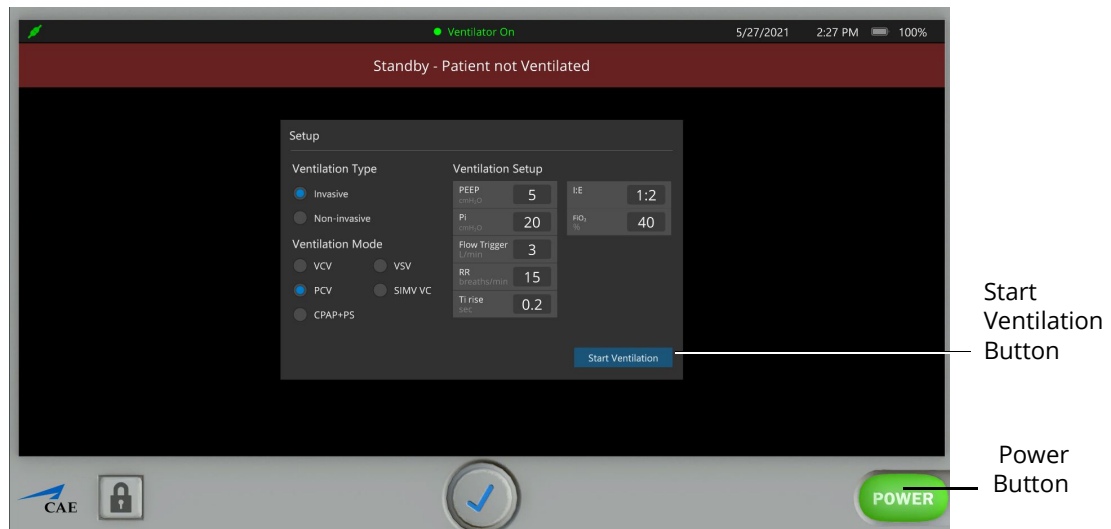 Ventilator On
5/27/2021 2:27 PM 100%
Standby - Patient not Ventilated
Setup
Ventilation Type
Invasive
Non-invasive
Ventilation Mode
VCV VSV
PCV SIMV VC
CPAP+PS
Ventilation Setup
PEEP
cmH₂O
5
Pi
cmH₂O
20
Flow Trigger
L/min
3
RR
breaths/min
15
Ti rise
sec
0.2
I:E
1:2
FiO₂
%
40
Start Ventilation
Start
Ventilation
Button
Power
Button
CAE
POWER